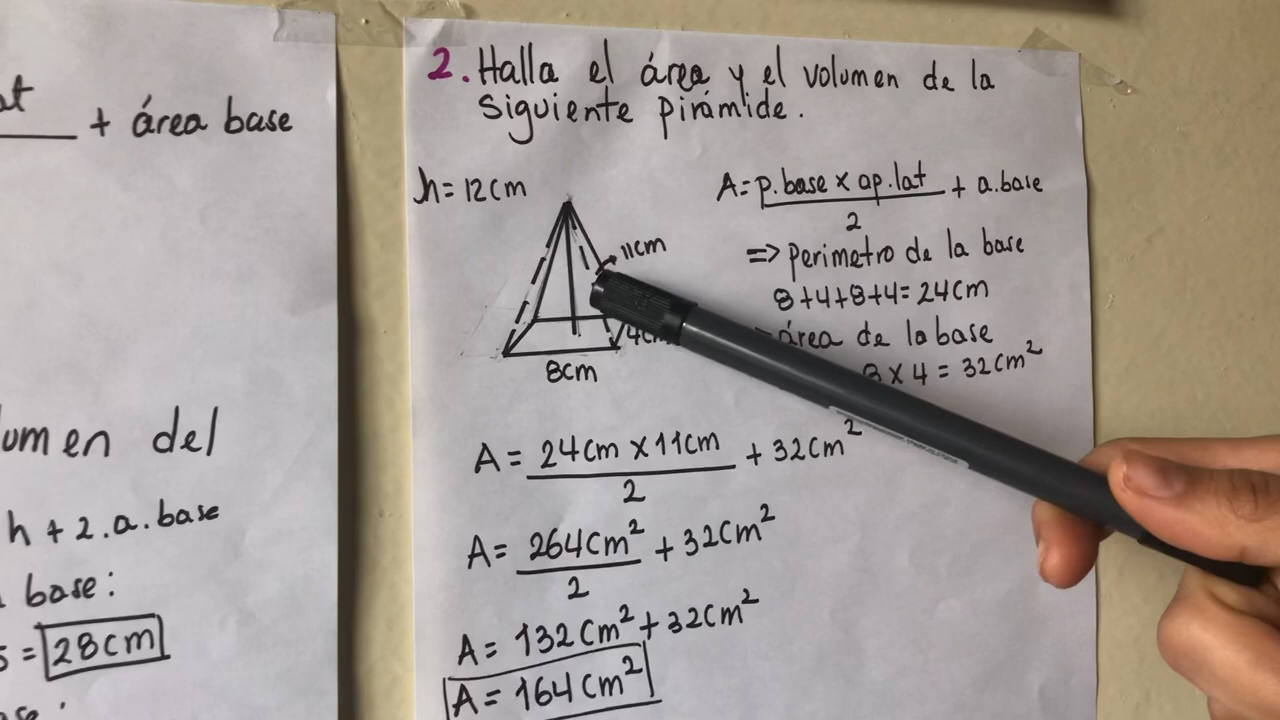 + área base
umen del
h + 2.a.base
base:
= 28cm
2. Halla el área y el volumen de la
siguiente pirámide.
h=12cm
11cm
8cm
A= p.base x ap.lat + a.base
2
=> perimetro de la base
8+4+8+4=24cm
área de la base
8 x 4 = 32cm²
A= 24cm x 11cm + 32cm²
2
A= 264cm² + 32cm²
2
A= 132cm² + 32cm²
A= 164cm²